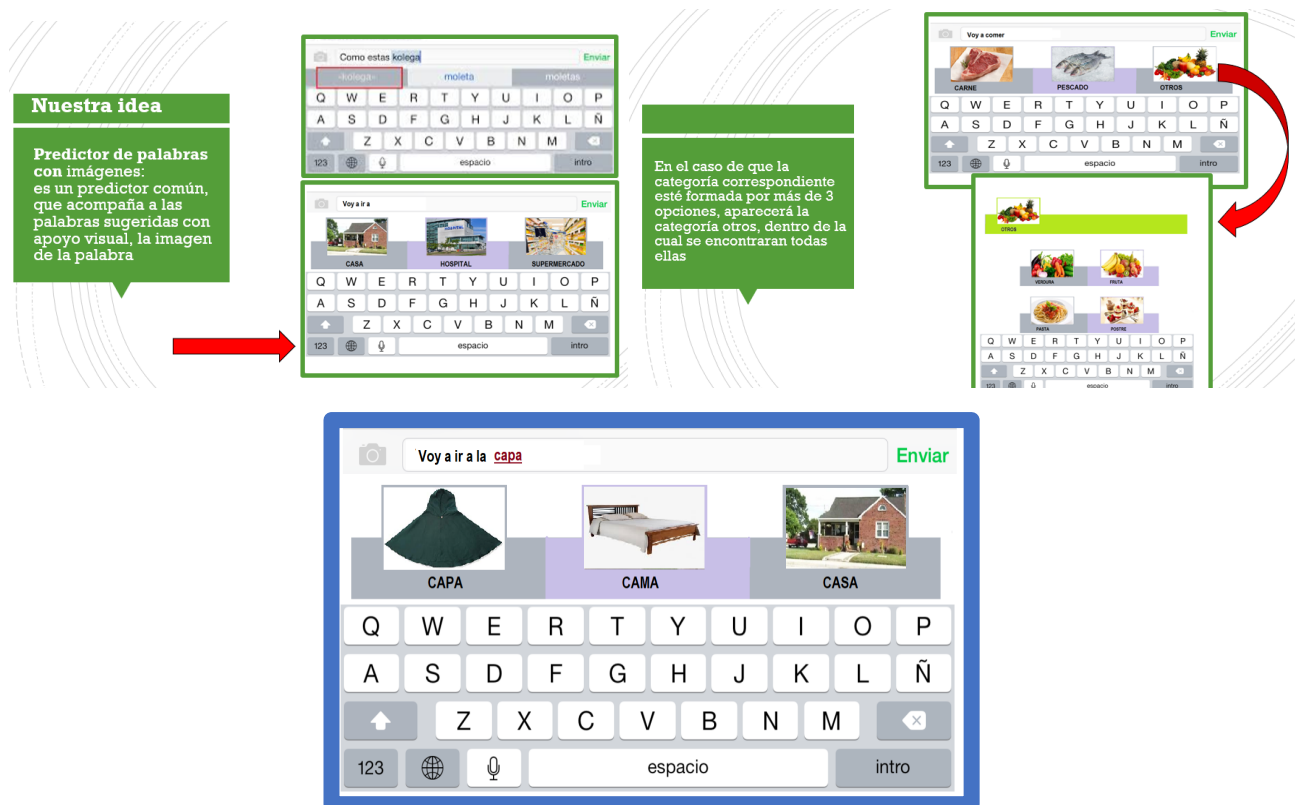 Nuestra idea
Predictor de palabras
con imágenes:
es un predictor común,
que acompaña a las
palabras sugeridas con
apoyo visual, la imagen
de la palabra
Como estas kolega
Enviar
«kolega» moleta moletas
Q W E R T Y U I O P
A S D F G H J K L Ñ
Z X C V B N M
123 espacio intro
Voy a ir a
Enviar
CASA HOSPITAL SUPERMERCADO
Q W E R T Y U I O P
A S D F G H J K L Ñ
Z X C V B N M
123 espacio intro
En el caso de que la
categoría correspondiente
esté formada por más de 3
opciones, aparecerá la
categoría otros, dentro de la
cual se encontraran todas
ellas
Voy a comer
Enviar
CARNE PESCADO OTROS
Q W E R T Y U I O P
A S D F G H J K L Ñ
Z X C V B N M
123 espacio intro
OTROS
VERDURA FRUTA
PASTA POSTRE
Q W E R T Y U I O P
A S D F G H J K L Ñ
Z X C V B N M
123 espacio intro
Voy a ir a la capa
Enviar
CAPA CAMA CASA
Q W E R T Y U I O P
A S D F G H J K L Ñ
Z X C V B N M
123 espacio intro